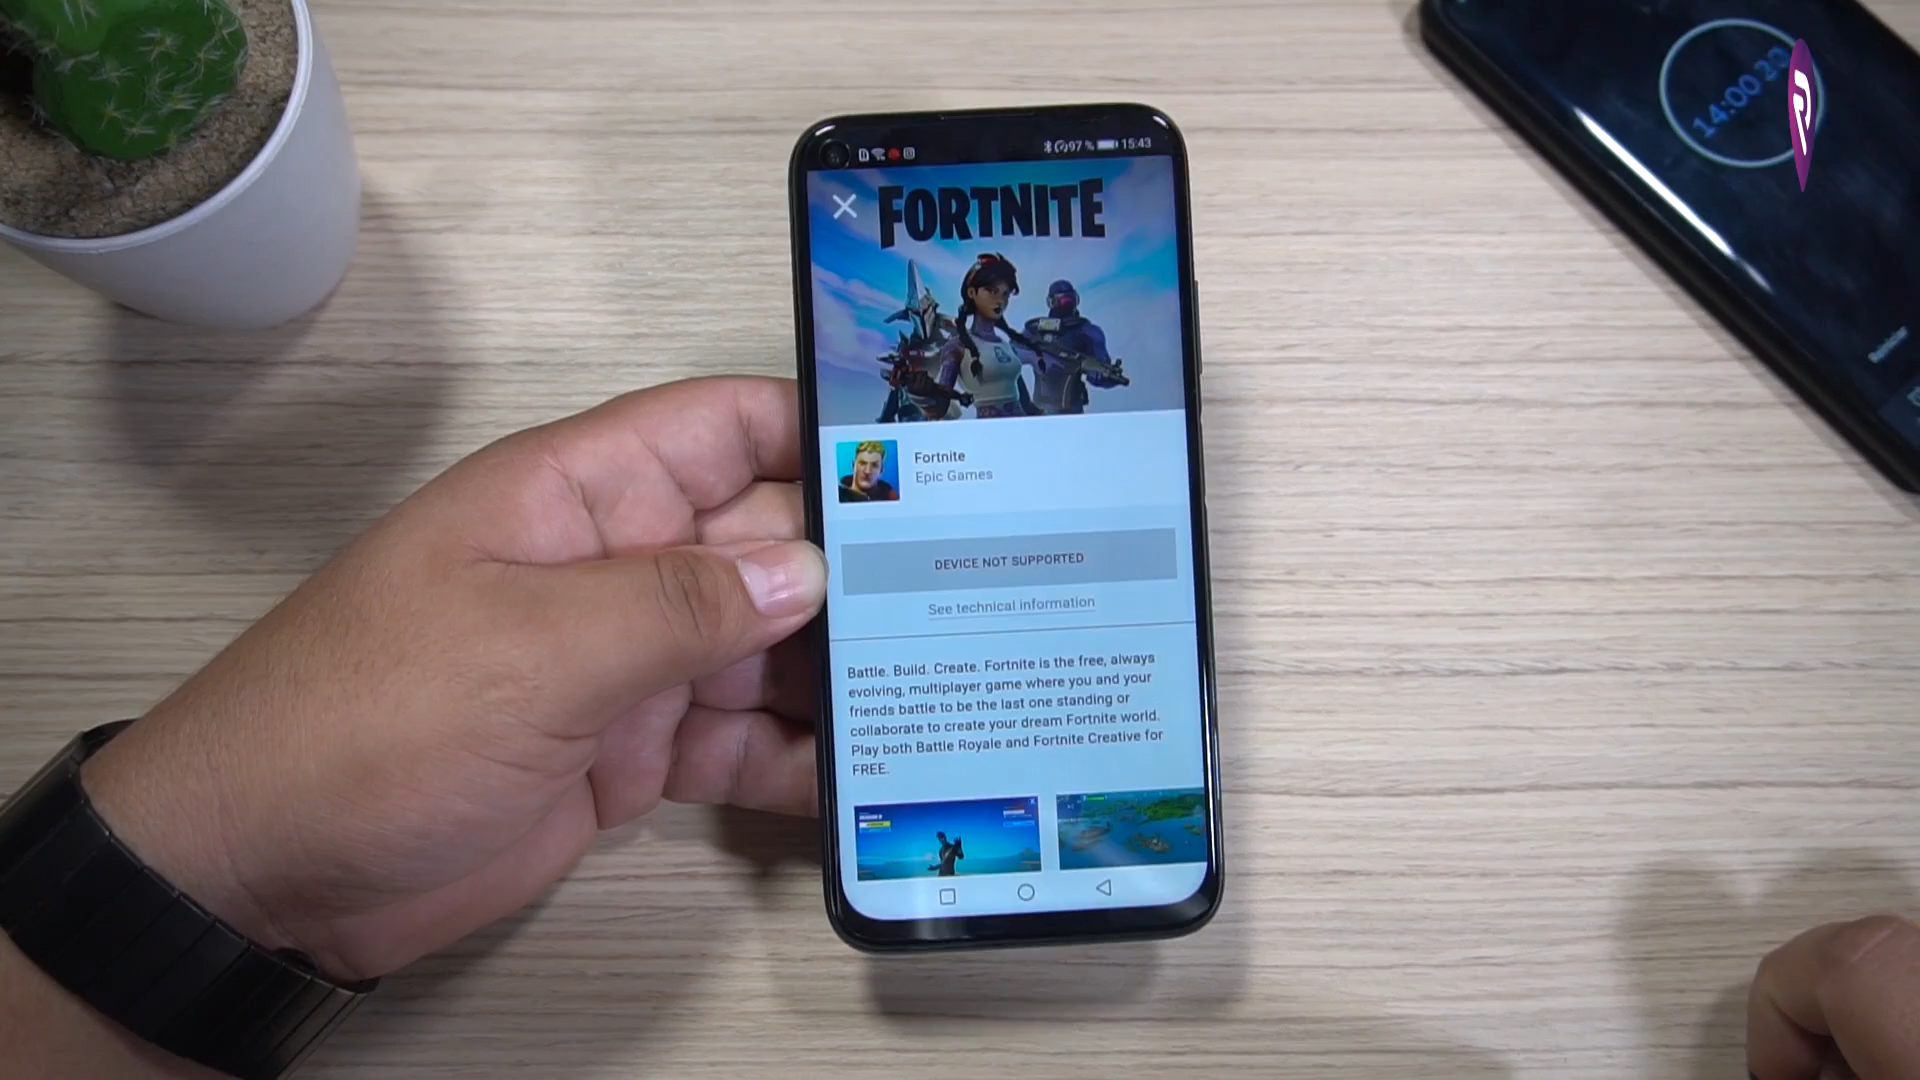 97 % 15:43
FORTNITE
Fortnite
Epic Games
DEVICE NOT SUPPORTED
See technical information
Battle. Build. Create. Fortnite is the free, always
evolving, multiplayer game where you and your
friends battle to be the last one standing or
collaborate to create your dream Fortnite world.
Play both Battle Royale and Fortnite Creative for
FREE.
14:00